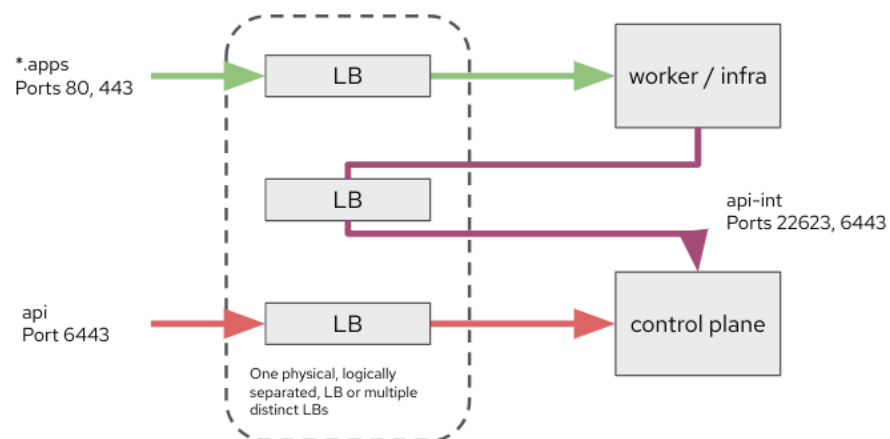 *.apps
Ports 80, 443
LB
worker / infra
LB
api-int
Ports 22623, 6443
api
Port 6443
LB
control plane
One physical, logically
separated, LB or multiple
distinct LBs